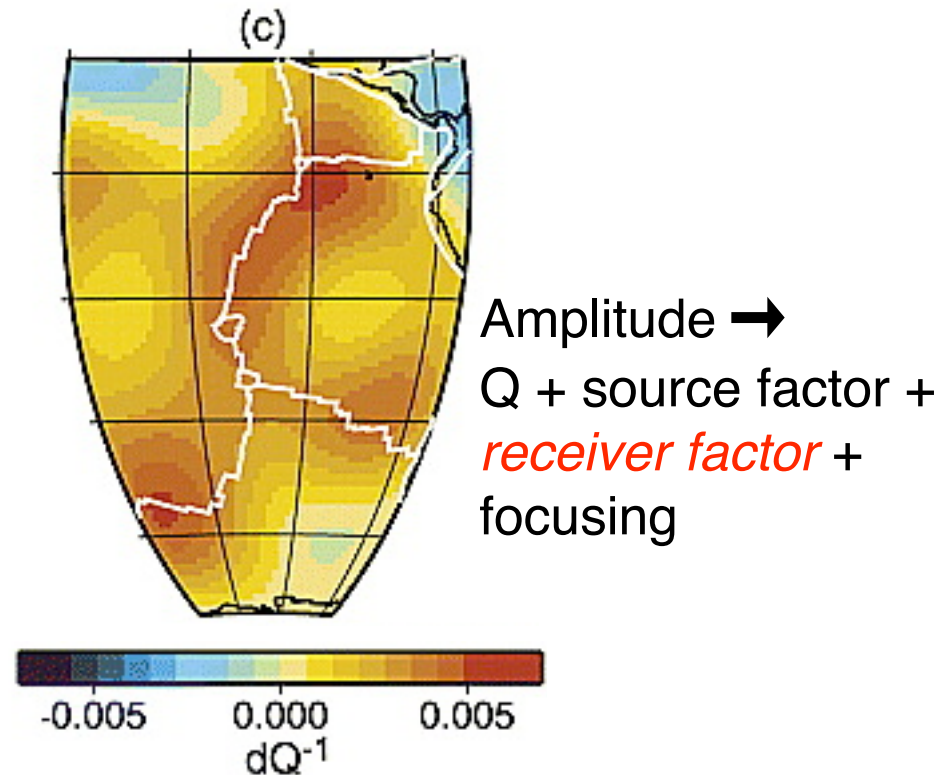 (c)
Amplitude ➞
Q + source factor +
receiver factor +
focusing
-0.005 0.000 0.005
dQ⁻¹